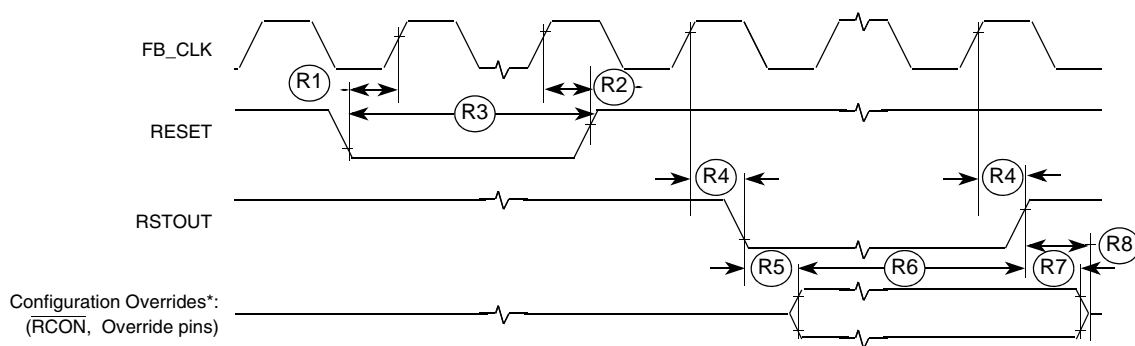 FB_CLK
R1
R2
R3
RESET
R4
R4
RSTOUT
R8
R5
R6
R7
Configuration Overrides*:
(RCON, Override pins)